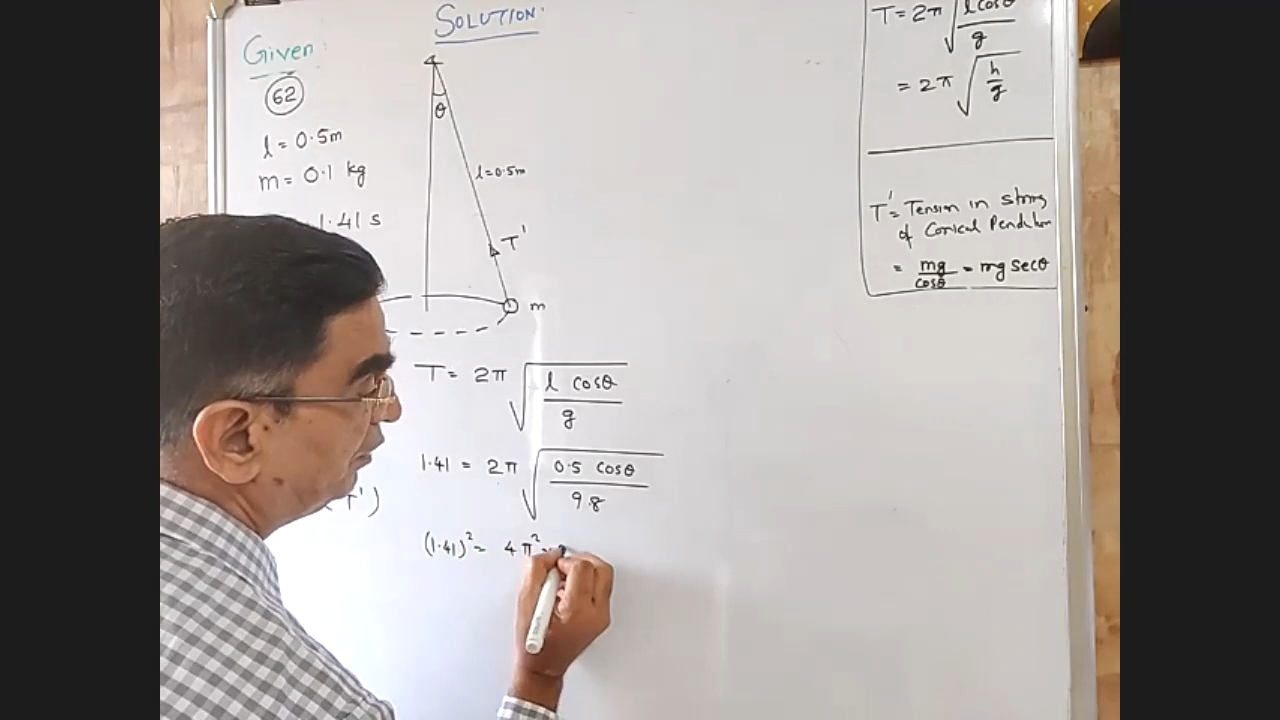 SOLUTION:
Given:
62
l = 0.5m
m = 0.1 kg
1.41 s
T')
θ
l = 0.5m
T'
m
T = 2π √(l cosθ / g)
1.41 = 2π √(0.5 cosθ / 9.8)
(1.41)² = 4π² ×
T = 2π √(l cosθ / g)
= 2π √(h / g)
T' = Tension in string
of Conical Pendulum
= mg / cosθ = mg secθ